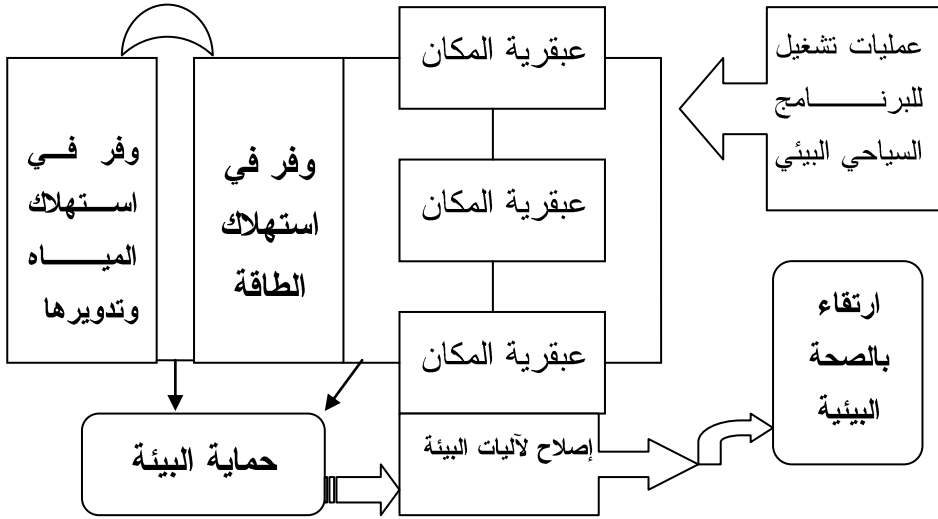 عمليات تشغيل
للبرنامج
السياحي البيئي
عبقرية المكان
عبقرية المكان
عبقرية المكان
وفر في
استهلاك
الطاقة
وفر في
استهلاك
المياه
وتدويرها
حماية البيئة
إصلاح لآليات البيئة
ارتقاء
بالصحة
البيئية